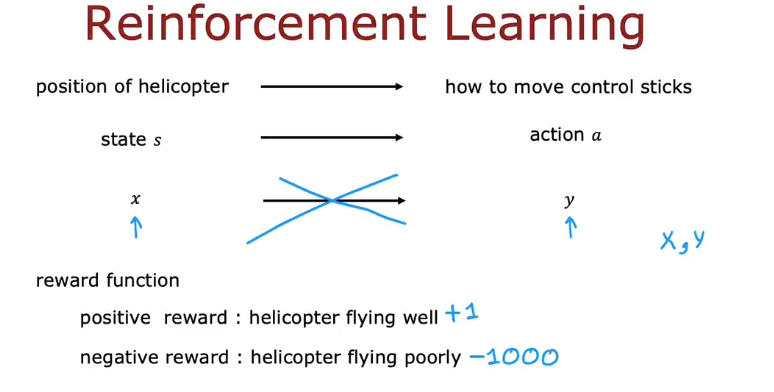 Reinforcement Learning
position of helicopter how to move control sticks
state s action a
x y
x, y
reward function
positive reward : helicopter flying well +1
negative reward : helicopter flying poorly -1000